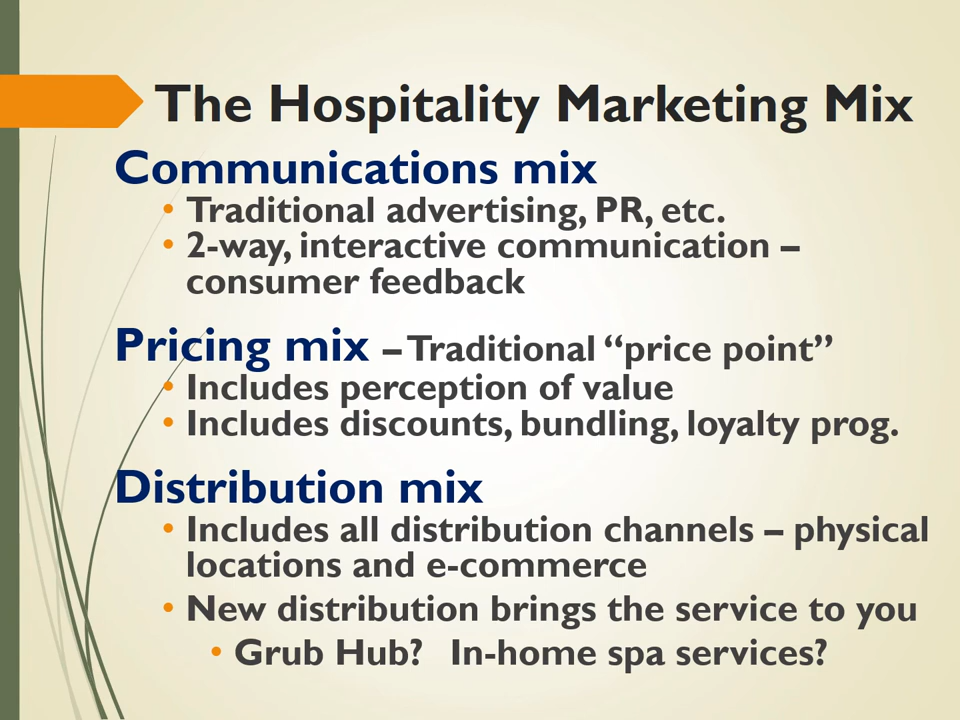 The Hospitality Marketing Mix
Communications mix
• Traditional advertising, PR, etc.
• 2-way, interactive communication –
consumer feedback
Pricing mix – Traditional “price point”
• Includes perception of value
• Includes discounts, bundling, loyalty prog.
Distribution mix
• Includes all distribution channels – physical
locations and e-commerce
• New distribution brings the service to you
• Grub Hub? In-home spa services?